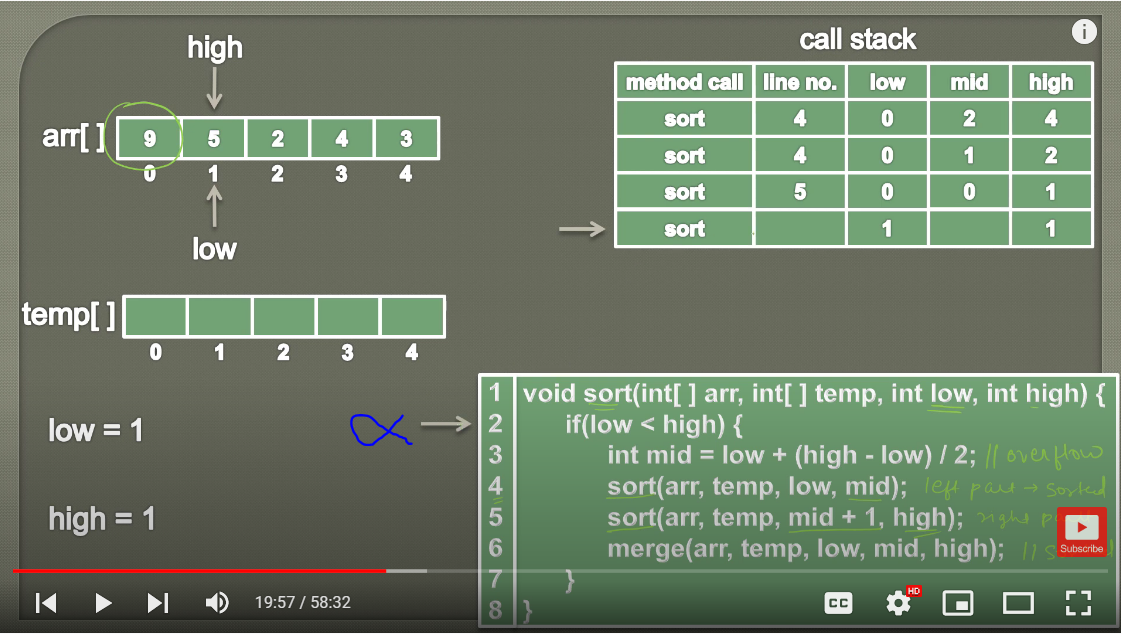 high
arr[ ] 9 5 2 4 3
0 1 2 3 4
low
temp[ ]
0 1 2 3 4
low = 1
high = 1
call stack
method call line no. low mid high
sort 4 0 2 4
sort 4 0 1 2
sort 5 0 0 1
sort 1 1
1 void sort(int[ ] arr, int[ ] temp, int low, int high) {
2 if(low < high) {
3 int mid = low + (high - low) / 2; // overflow
4 sort(arr, temp, low, mid); left part → sorted
5 sort(arr, temp, mid + 1, high); right
6 merge(arr, temp, low, mid, high); //
7 }
8 }
Subscribe
19:57 / 58:32
CC
HD